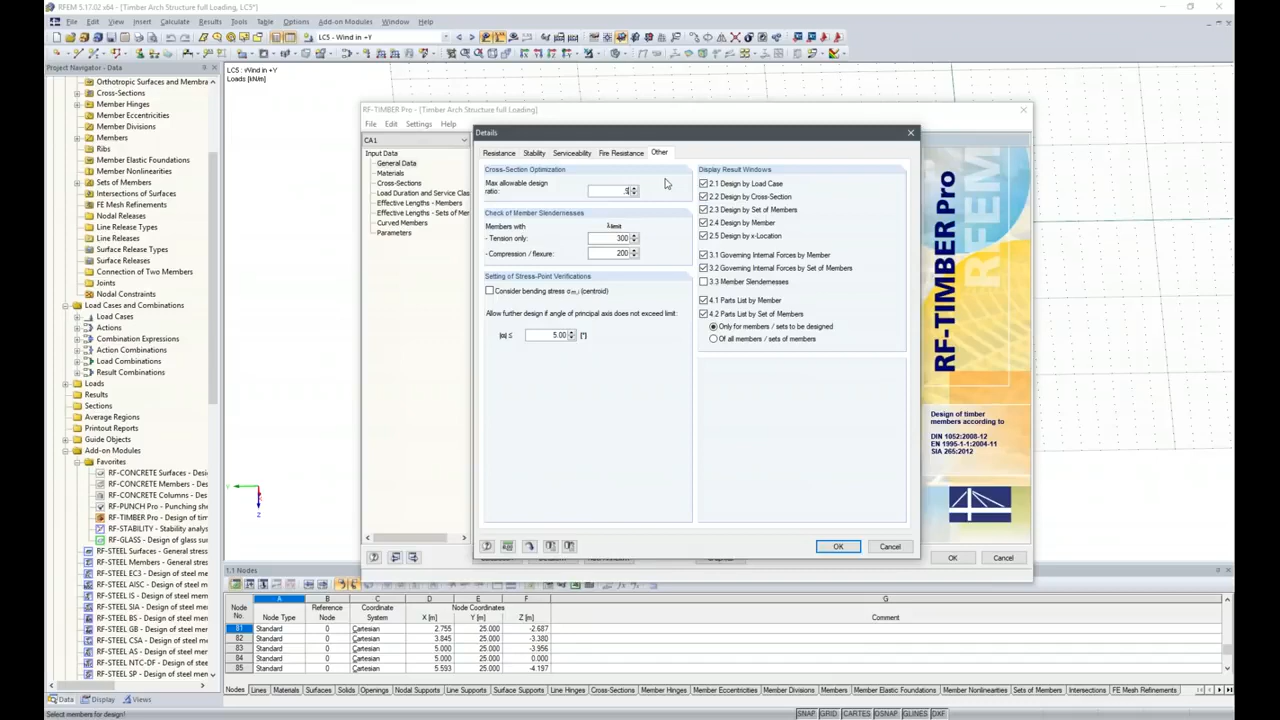 RFEM 5.17.02 x64 - [Timber Arch Structure full Loading, LC5*]
File Edit View Insert Calculate Results Tools Table Options Add-on Modules Window Help
LC5 - Wind in +Y
Project Navigator - Data
Orthotropic Surfaces and Membra
Cross-Sections
Member Hinges
Member Eccentricities
Member Divisions
Members
Ribs
Member Elastic Foundations
Member Nonlinearities
Sets of Members
Intersections of Surfaces
FE Mesh Refinements
Nodal Releases
Line Release Types
Line Releases
Surface Release Types
Surface Releases
Connection of Two Members
Joints
Nodal Constraints
Load Cases and Combinations
Load Cases
Actions
Combination Expressions
Action Combinations
Load Combinations
Result Combinations
Loads
Results
Sections
Average Regions
Printout Reports
Guide Objects
Add-on Modules
Favorites
RF-CONCRETE Surfaces - Desi
RF-CONCRETE Members - Desi
RF-CONCRETE Columns - Des
RF-PUNCH Pro - Punching she
RF-TIMBER Pro - Design of tim
RF-STABILITY - Stability analys
RF-GLASS - Design of glass sur
RF-STEEL Surfaces - General stress
RF-STEEL Members - General stres
RF-STEEL EC3 - Design of steel me
RF-STEEL AISC - Design of steel m
RF-STEEL IS - Design of steel mem
RF-STEEL SIA - Design of steel me
RF-STEEL BS - Design of steel mem
RF-STEEL GB - Design of steel mem
RF-STEEL CSA - Design of steel me
RF-STEEL AS - Design of steel mem
RF-STEEL NTC-DF - Design of steel
RF-STEEL SP - Design of steel mem
Data Display Views
LC5 : Wind in +Y
Loads [kN/m]
Y
Z
RF-TIMBER Pro - [Timber Arch Structure full Loading]
File Edit Settings Help
CA1
Input Data
General Data
Materials
Cross-Sections
Load Duration and Service Clas
Effective Lengths - Members
Effective Lengths - Sets of Mer
Curved Members
Parameters
Details
Resistance Stability Serviceability Fire Resistance Other
Cross-Section Optimization
Max allowable design
ratio:
Check of Member Slendernesses
Members with
λlimit
- Tension only: 300
- Compression / flexure: 200
Setting of Stress-Point Verifications
Consider bending stress σm,i (centroid)
Allow further design if angle of principal axis does not exceed limit:
|α| ≤ 5.00 [°]
Display Result Windows
2.1 Design by Load Case
2.2 Design by Cross-Section
2.3 Design by Set of Members
2.4 Design by Member
2.5 Design by x-Location
3.1 Governing Internal Forces by Member
3.2 Governing Internal Forces by Set of Members
3.3 Member Slendernesses
4.1 Parts List by Member
4.2 Parts List by Set of Members
Only for members / sets to be designed
Of all members / sets of members
OK Cancel
RF-TIMBER Pro
Design of timber
members according to
DIN 1052:2008-12
EN 1995-1-1:2004-11
SIA 265:2012
OK Cancel
1.1 Nodes
A B C D E F G
Node No. Node Type Reference Node Coordinate System Node Coordinates X [m] Y [m] Z [m] Comment
81 Standard 0 Cartesian 2.755 25.000 -2.687
82 Standard 0 Cartesian 3.845 25.000 -3.380
83 Standard 0 Cartesian 5.000 25.000 -3.956
84 Standard 0 Cartesian 5.000 25.000 0.000
85 Standard 0 Cartesian 5.593 25.000 -4.197
Nodes Lines Materials Surfaces Solids Openings Nodal Supports Line Supports Surface Supports Line Hinges Cross-Sections Member Hinges Member Eccentricities Member Divisions Members Member Elastic Foundations Member Nonlinearities Sets of Members Intersections FE Mesh Refinements
Select members for design!
SNAP GRID CARTES OSNAP GLINES DXF